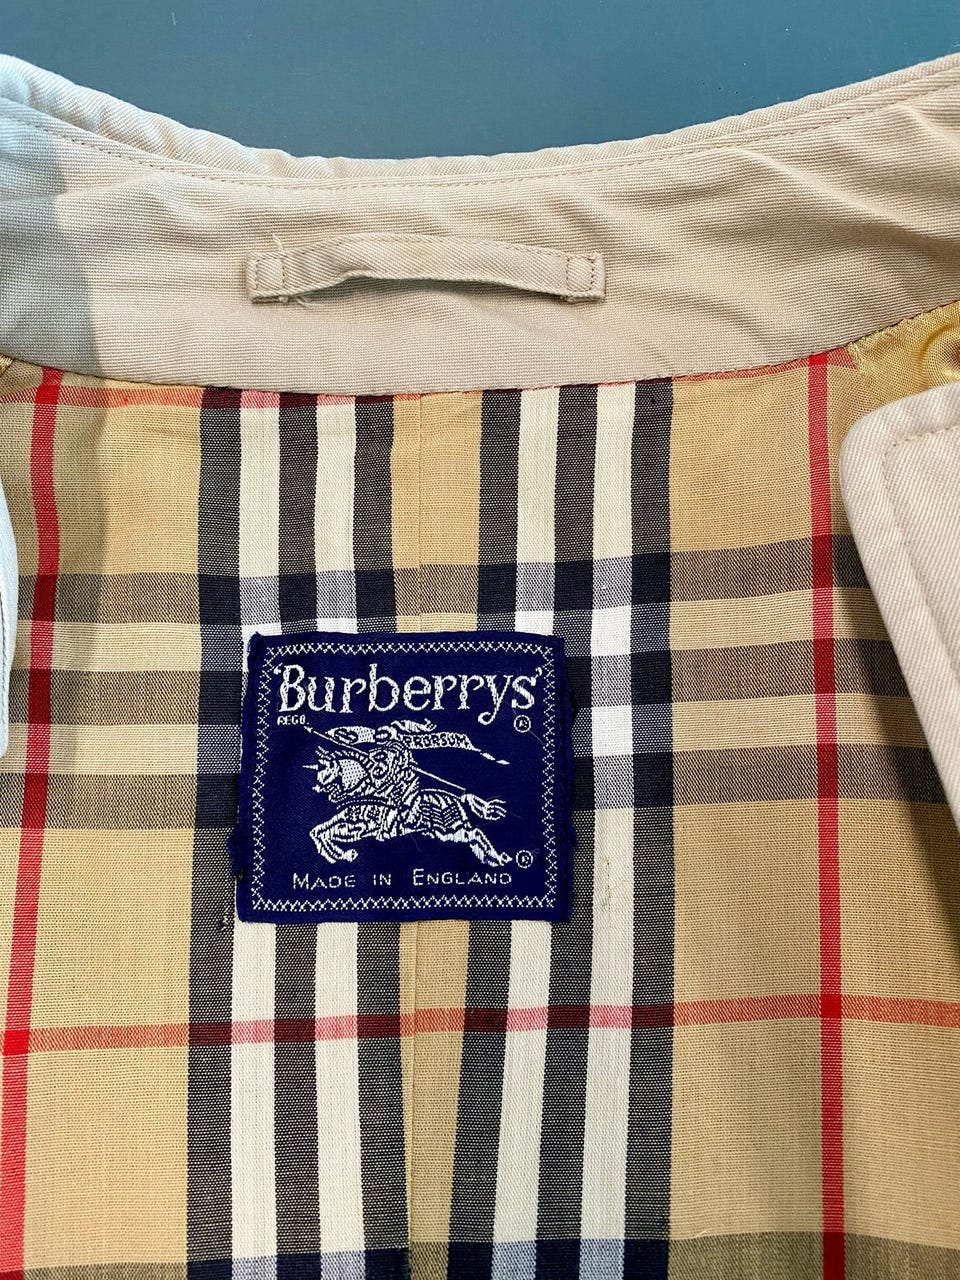 'Burberrys'
REGD.
®
PRORSUM
®
MADE IN ENGLAND